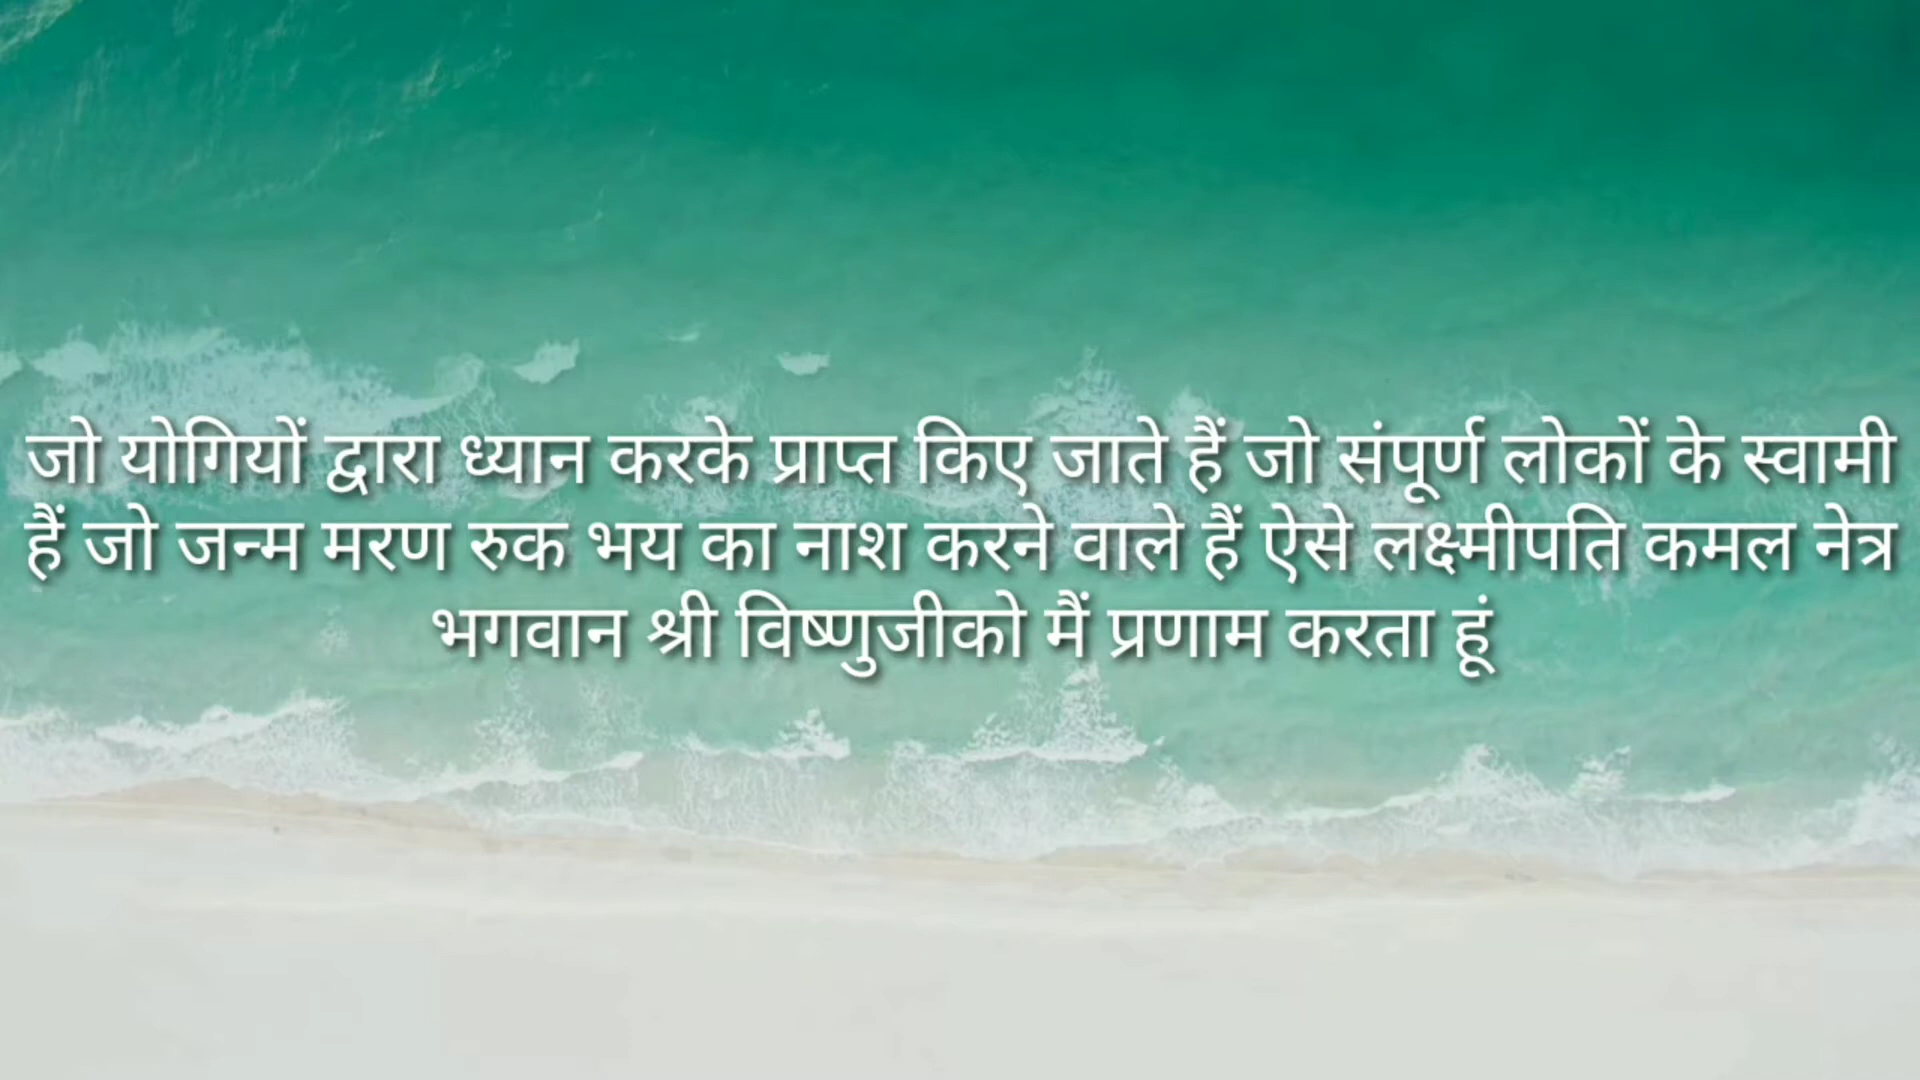 जो योगियों द्वारा ध्यान करके प्राप्त किए जाते हैं जो संपूर्ण लोकों के स्वामी
हैं जो जन्म मरण रुक भय का नाश करने वाले हैं ऐसे लक्ष्मीपति कमल नेत्र
भगवान श्री विष्णुजीको मैं प्रणाम करता हूं